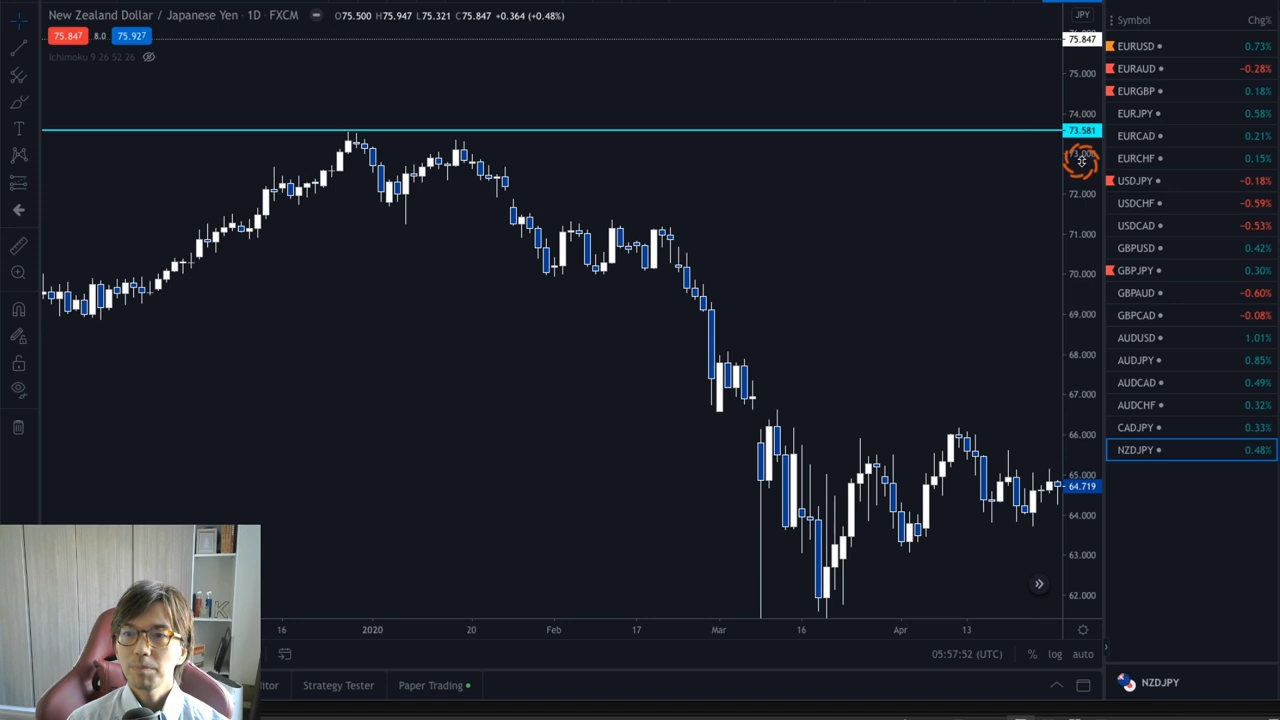 New Zealand Dollar / Japanese Yen · 1D · FXCM O75.500 H75.947 L75.321 C75.847 +0.364 (+0.48%)
75.847 8.0 75.927
Ichimoku 9 26 52 26
JPY
75.847
75.000
74.000
73.581
73.000
72.000
71.000
70.000
69.000
68.000
67.000
66.000
65.000
64.719
64.000
63.000
62.000
16 2020 20 Feb 17 Mar 16 Apr 13
05:57:52 (UTC) % log auto
Strategy Tester Paper Trading
Symbol Chg%
EURUSD 0.73%
EURAUD −0.28%
EURGBP 0.18%
EURJPY 0.58%
EURCAD 0.21%
EURCHF 0.15%
USDJPY −0.18%
USDCHF −0.59%
USDCAD −0.53%
GBPUSD 0.42%
GBPJPY 0.30%
GBPAUD −0.60%
GBPCAD −0.08%
AUDUSD 1.01%
AUDJPY 0.85%
AUDCAD 0.49%
AUDCHF 0.32%
CADJPY 0.33%
NZDJPY 0.48%
NZDJPY